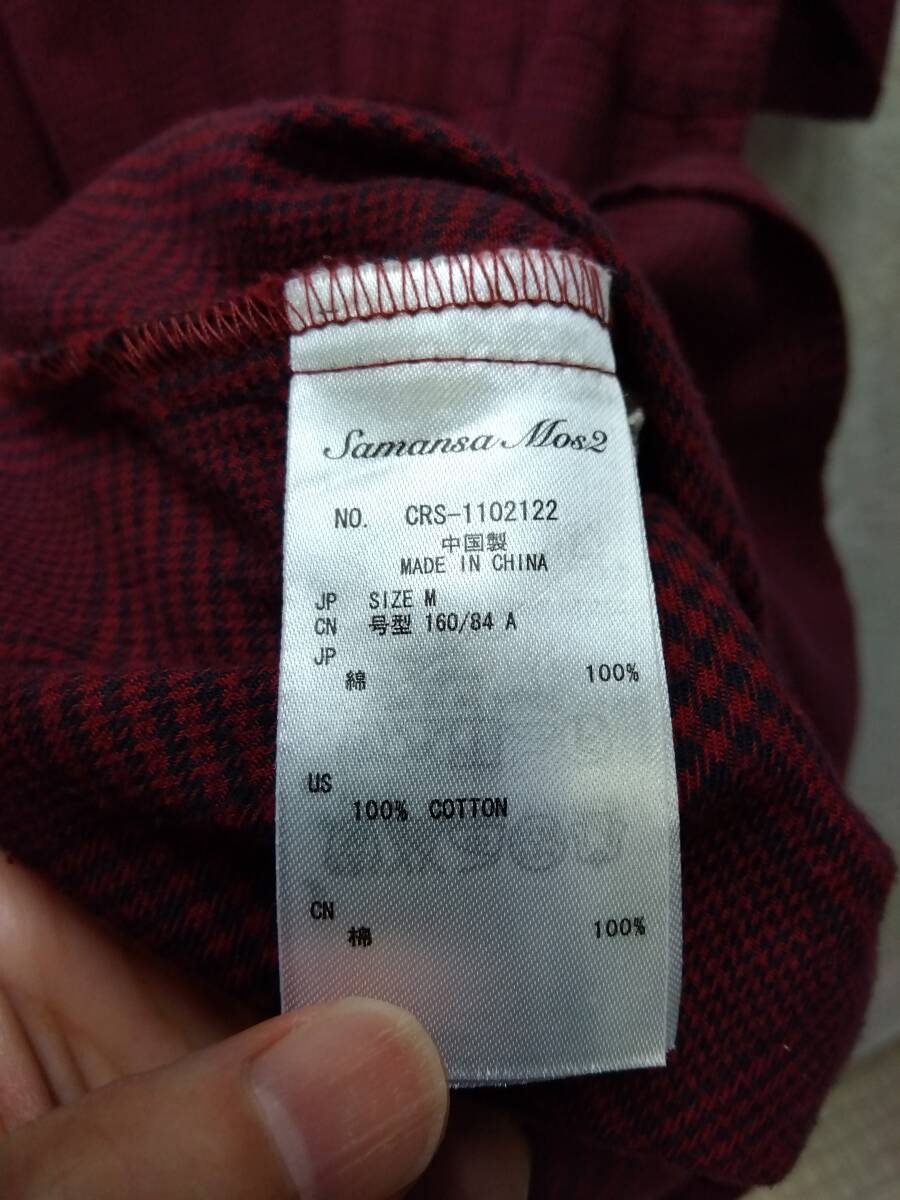 Samansa Mos2
NO. CRS-1102122
中国製
MADE IN CHINA
JP SIZE M
CN 号型 160/84 A
JP
綿 100%
US
100% COTTON
CN
棉 100%